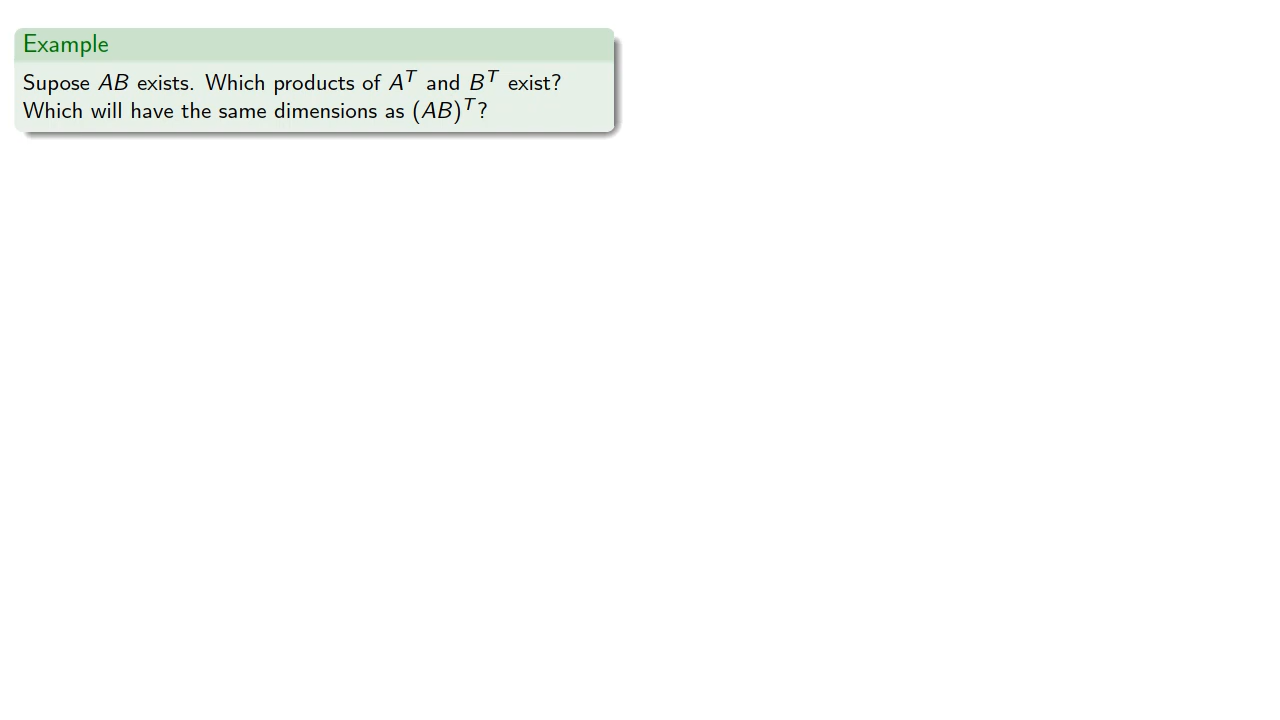 Example
Supose AB exists. Which products of A^T and B^T exist?
Which will have the same dimensions as (AB)^T?